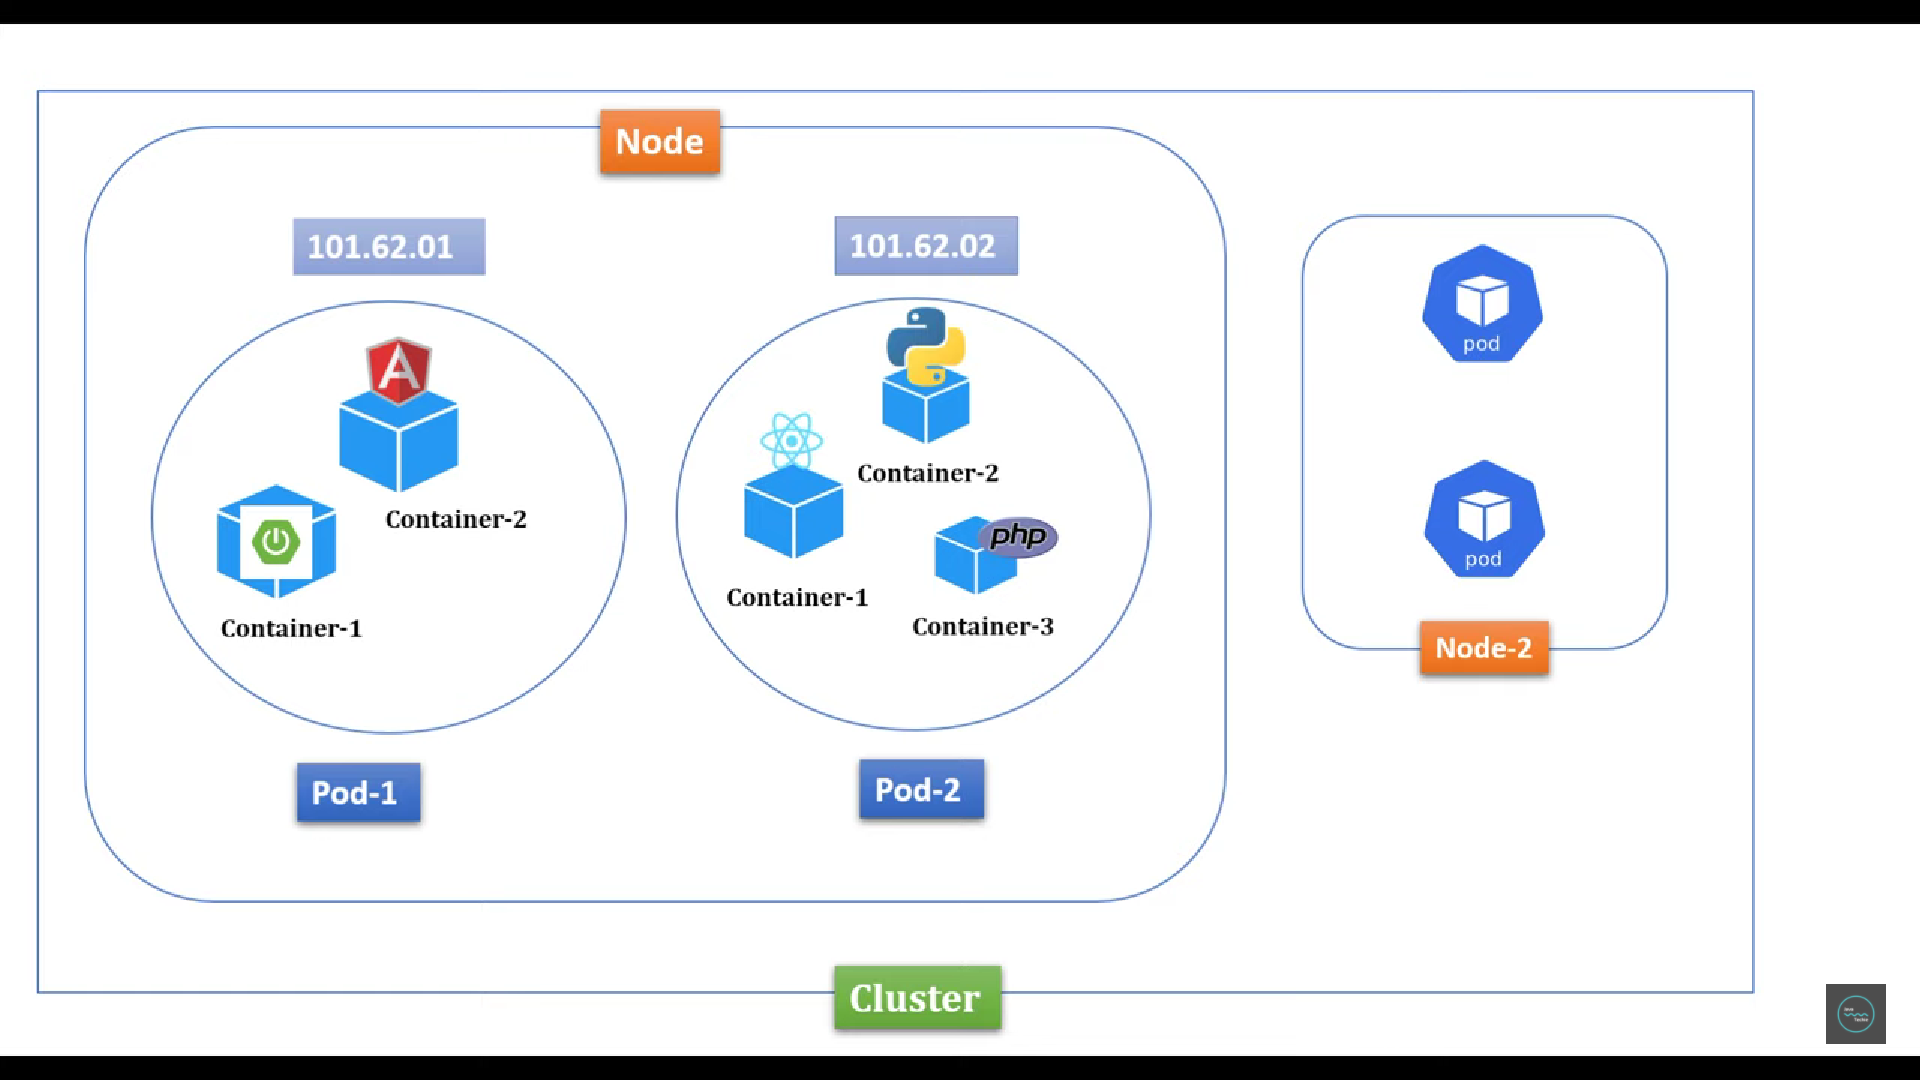 Node
101.62.01
101.62.02
Container-2
Container-1
Container-2
Container-1
php
Container-3
Pod-1
Pod-2
pod
pod
Node-2
Cluster